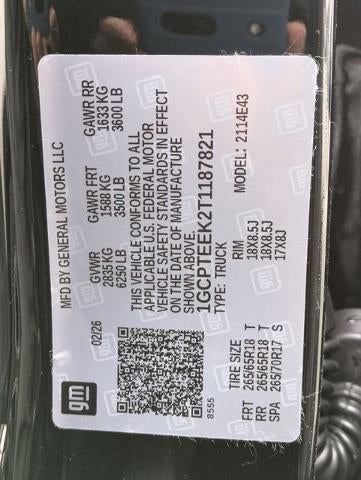 gm
MFD BY GENERAL MOTORS LLC
02/26
GVWR
2835 KG
6250 LB
GAWR FRT
1588 KG
3500 LB
GAWR RR
1633 KG
3600 LB
THIS VEHICLE CONFORMS TO ALL
APPLICABLE U.S. FEDERAL MOTOR
VEHICLE SAFETY STANDARDS IN EFFECT
ON THE DATE OF MANUFACTURE
SHOWN ABOVE.
1GCPTEEK2T1187821
TYPE: TRUCK
MODEL: 2114E43
8555
TIRE SIZE RIM
FRT 265/65R18 T 18X8.5J
RR 265/65R18 T 18X8.5J
SPA 265/70R17 S 17X8J